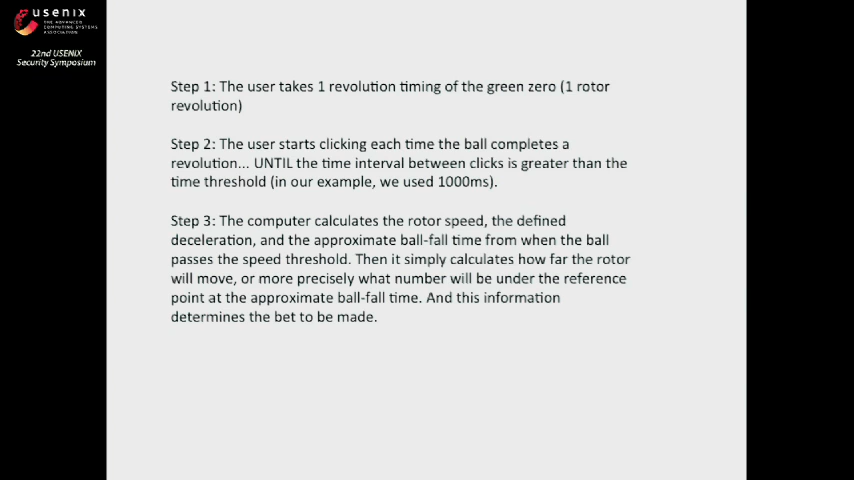 usenix
THE ADVANCED
COMPUTING SYSTEMS
ASSOCIATION
22nd USENIX
Security Symposium
Step 1: The user takes 1 revolution timing of the green zero (1 rotor
revolution)
Step 2: The user starts clicking each time the ball completes a
revolution... UNTIL the time interval between clicks is greater than the
time threshold (in our example, we used 1000ms).
Step 3: The computer calculates the rotor speed, the defined
deceleration, and the approximate ball-fall time from when the ball
passes the speed threshold. Then it simply calculates how far the rotor
will move, or more precisely what number will be under the reference
point at the approximate ball-fall time. And this information
determines the bet to be made.